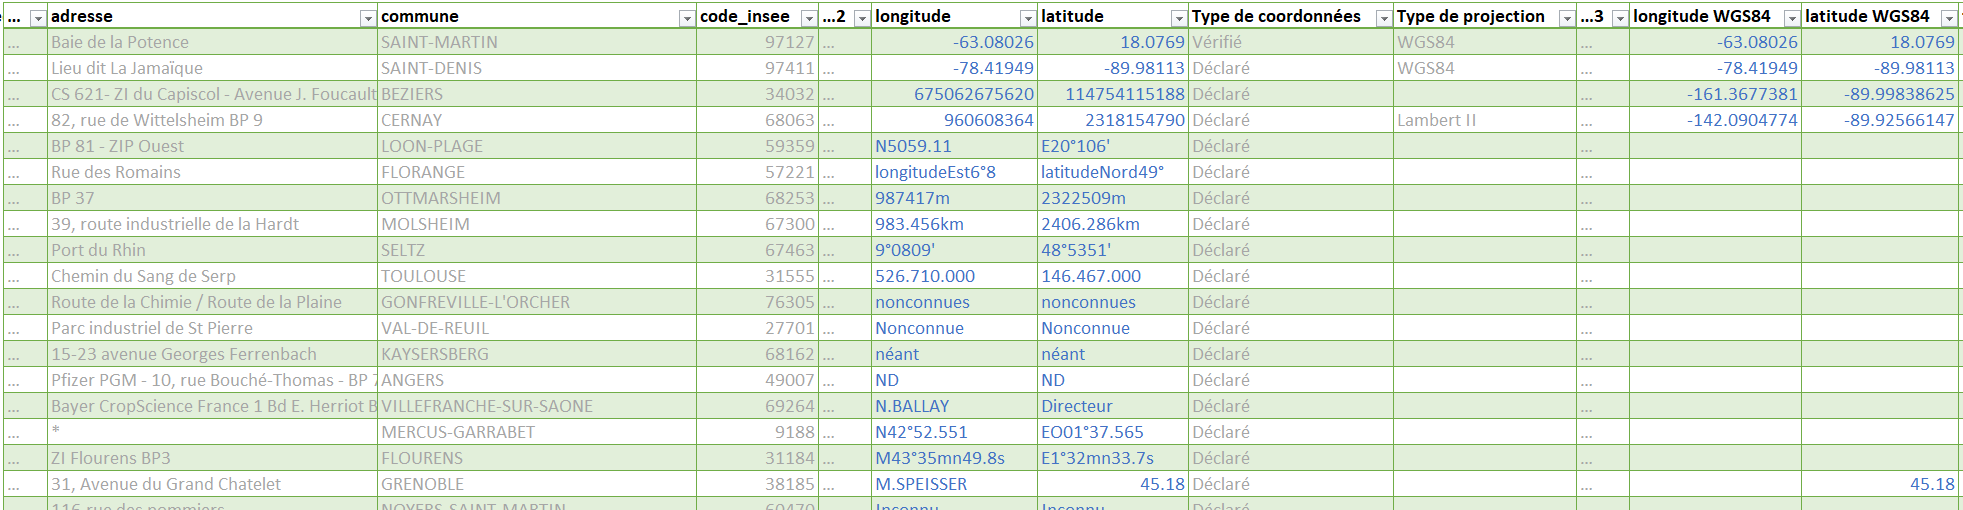 ... adresse commune code_insee ...2 longitude latitude Type de coordonnées Type de projection ...3 longitude WGS84 latitude WGS84
... Baie de la Potence SAINT-MARTIN 97127 ... -63.08026 18.0769 Vérifié WGS84 ... -63.08026 18.0769
... Lieu dit La Jamaïque SAINT-DENIS 97411 ... -78.41949 -89.98113 Déclaré WGS84 ... -78.41949 -89.98113
... CS 621- ZI du Capiscol - Avenue J. Foucault BEZIERS 34032 ... 675062675620 114754115188 Déclaré ... -161.3677381 -89.99838625
... 82, rue de Wittelsheim BP 9 CERNAY 68063 ... 960608364 2318154790 Déclaré Lambert II ... -142.0904774 -89.92566147
... BP 81 - ZIP Ouest LOON-PLAGE 59359 ... N5059.11 E20°106' Déclaré ...
... Rue des Romains FLORANGE 57221 ... longitudeEst6°8 latitudeNord49° Déclaré ...
... BP 37 OTTMARSHEIM 68253 ... 987417m 2322509m Déclaré ...
... 39, route industrielle de la Hardt MOLSHEIM 67300 ... 983.456km 2406.286km Déclaré ...
... Port du Rhin SELTZ 67463 ... 9°0809' 48°5351' Déclaré ...
... Chemin du Sang de Serp TOULOUSE 31555 ... 526.710.000 146.467.000 Déclaré ...
... Route de la Chimie / Route de la Plaine GONFREVILLE-L'ORCHER 76305 ... nonconnues nonconnues Déclaré ...
... Parc industriel de St Pierre VAL-DE-REUIL 27701 ... Nonconnue Nonconnue Déclaré ...
... 15-23 avenue Georges Ferrenbach KAYSERSBERG 68162 ... néant néant Déclaré ...
... Pfizer PGM - 10, rue Bouché-Thomas - BP 7 ANGERS 49007 ... ND ND Déclaré ...
... Bayer CropScience France 1 Bd E. Herriot B VILLEFRANCHE-SUR-SAONE 69264 ... N.BALLAY Directeur Déclaré ...
... * MERCUS-GARRABET 9188 ... N42°52.551 EO01°37.565 Déclaré ...
... ZI Flourens BP3 FLOURENS 31184 ... M43°35mn49.8s E1°32mn33.7s Déclaré ...
... 31, Avenue du Grand Chatelet GRENOBLE 38185 ... M.SPEISSER 45.18 Déclaré ... 45.18
116 rue des pommiers NOYERS-SAINT-MARTIN 60470 Inconnu Inconnu Déclaré